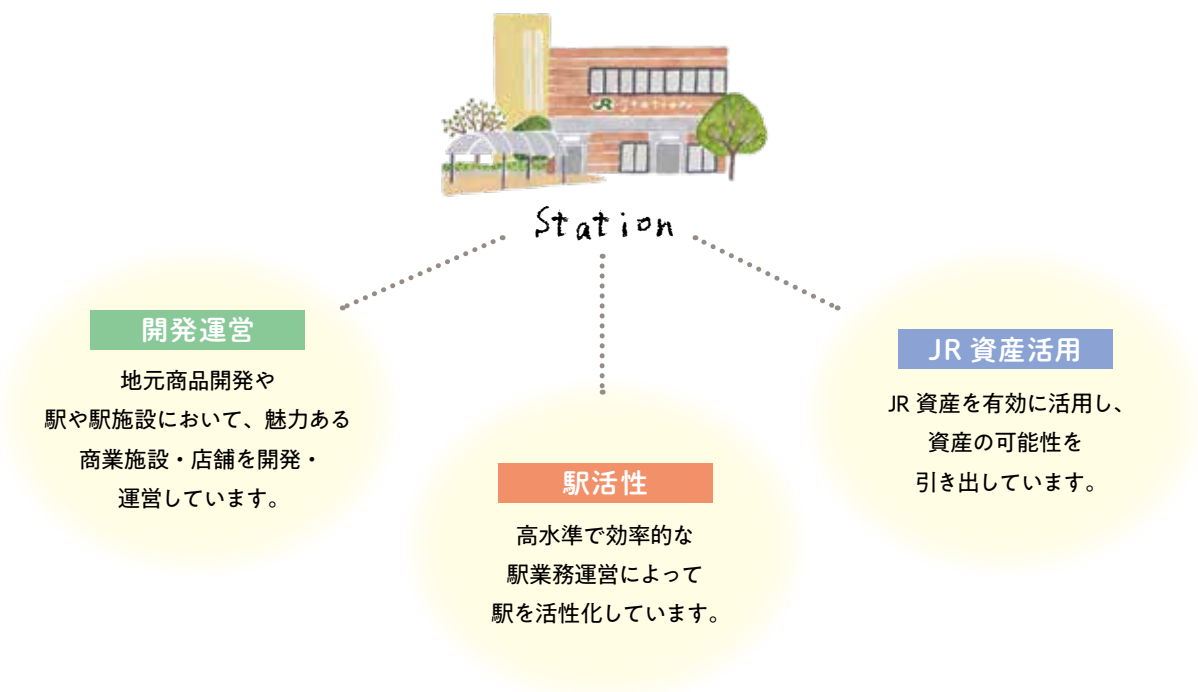 JR Station
Station
開発運営
地元商品開発や
駅や駅施設において、魅力ある
商業施設・店舗を開発・
運営しています。
駅活性
高水準で効率的な
駅業務運営によって
駅を活性化しています。
JR 資産活用
JR 資産を有効に活用し、
資産の可能性を
引き出しています。